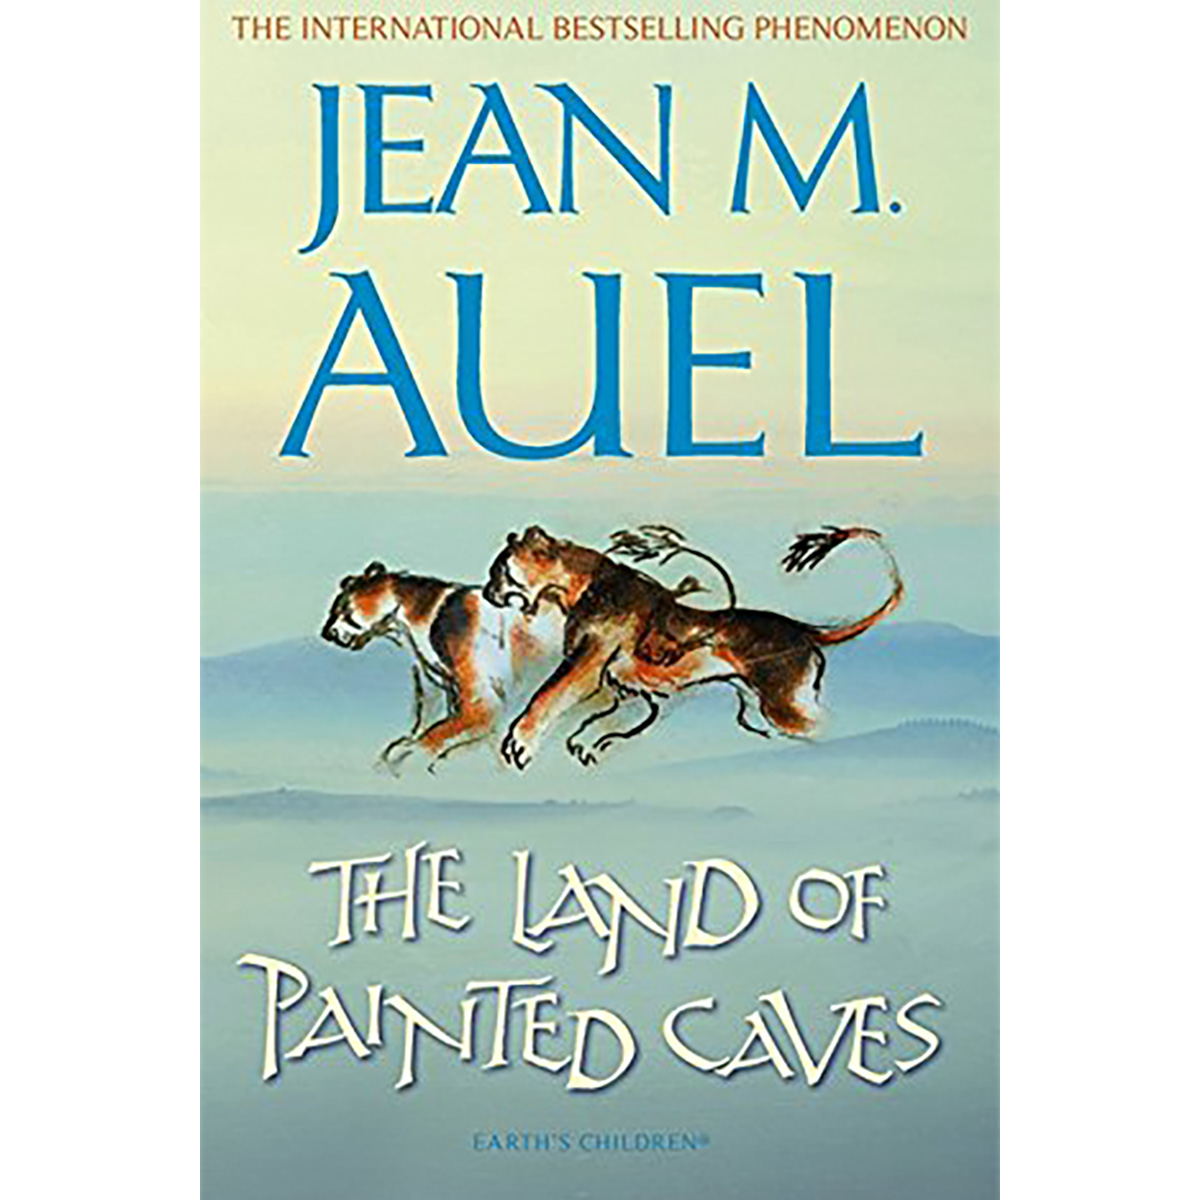 THE INTERNATIONAL BESTSELLING PHENOMENON
JEAN M.
AUEL
THE LAND OF
PAINTED CAVES
EARTH'S CHILDREN®